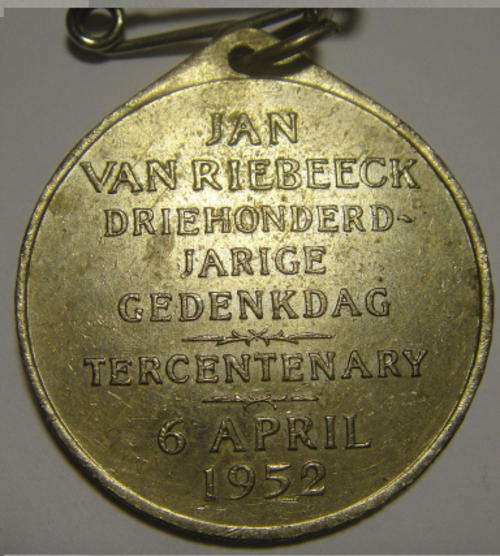 JAN
VAN RIEBEECK
DRIEHONDERD-
JARIGE
GEDENKDAG
TERCENTENARY
6 APRIL
1952